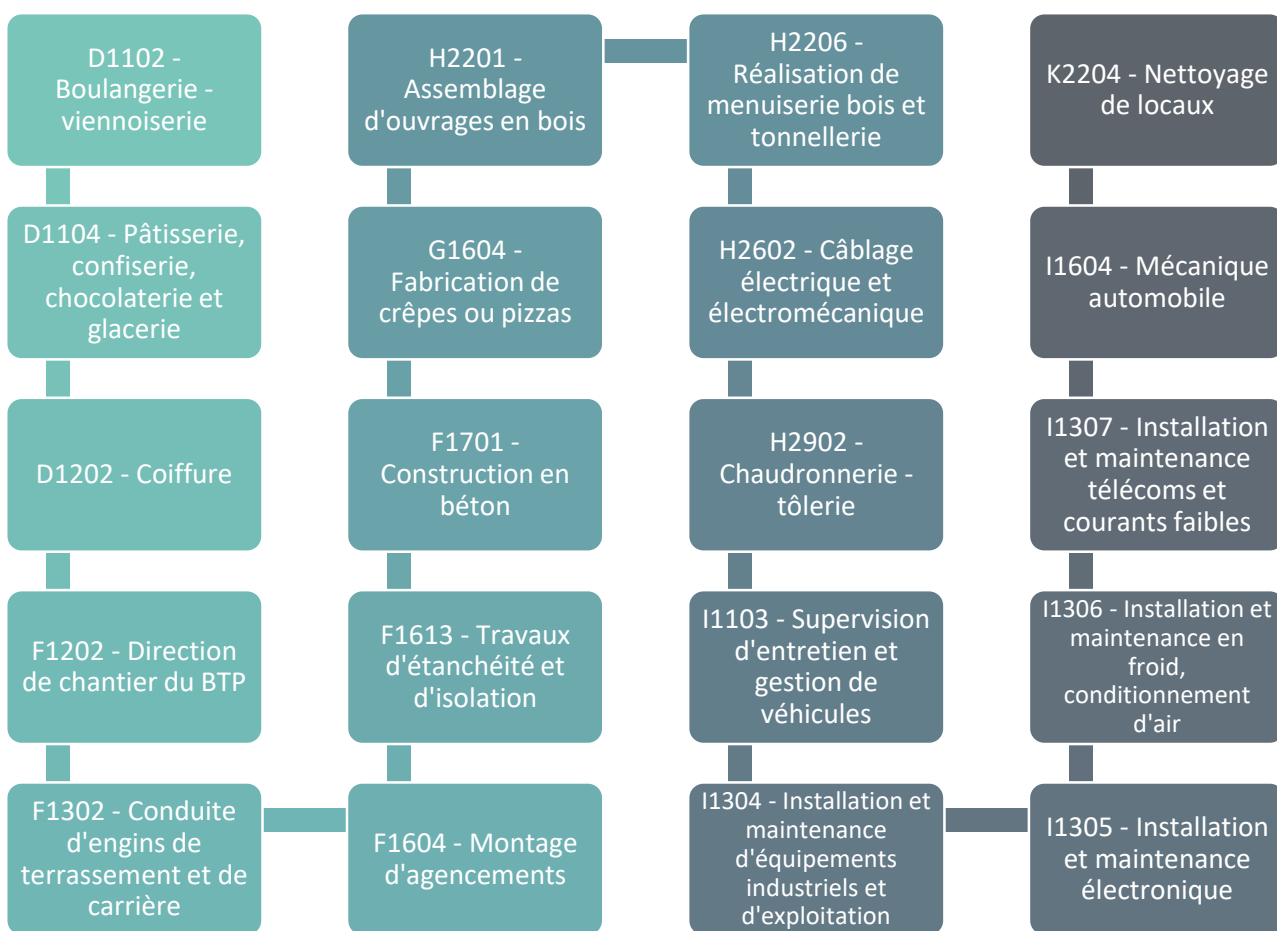 D1102 -
Boulangerie -
viennoiserie
D1104 - Pâtisserie,
confiserie,
chocolaterie et
glacerie
D1202 - Coiffure
F1202 - Direction
de chantier du BTP
F1302 - Conduite
d'engins de
terrassement et de
carrière
F1604 - Montage
d'agencements
F1613 - Travaux
d'étanchéité et
d'isolation
F1701 -
Construction en
béton
G1604 -
Fabrication de
crêpes ou pizzas
H2201 -
Assemblage
d'ouvrages en bois
H2206 -
Réalisation de
menuiserie bois et
tonnellerie
H2602 - Câblage
électrique et
électromécanique
H2902 -
Chaudronnerie -
tôlerie
I1103 - Supervision
d'entretien et
gestion de
véhicules
I1304 - Installation et
maintenance
d'équipements
industriels et
d'exploitation
I1305 - Installation
et maintenance
électronique
I1306 - Installation et
maintenance en
froid,
conditionnement
d'air
I1307 - Installation
et maintenance
télécoms et
courants faibles
I1604 - Mécanique
automobile
K2204 - Nettoyage
de locaux